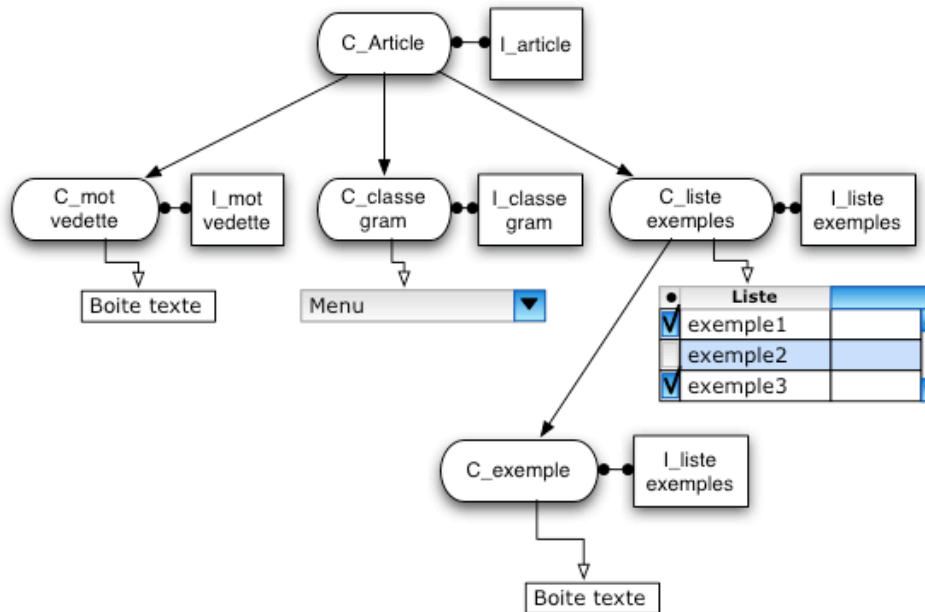 C_Article
I_article
C_mot
vedette
I_mot
vedette
C_classe
gram
I_classe
gram
C_liste
exemples
I_liste
exemples
Boite texte
Menu
Liste
exemple1
exemple2
exemple3
C_exemple
I_liste
exemples
Boite texte